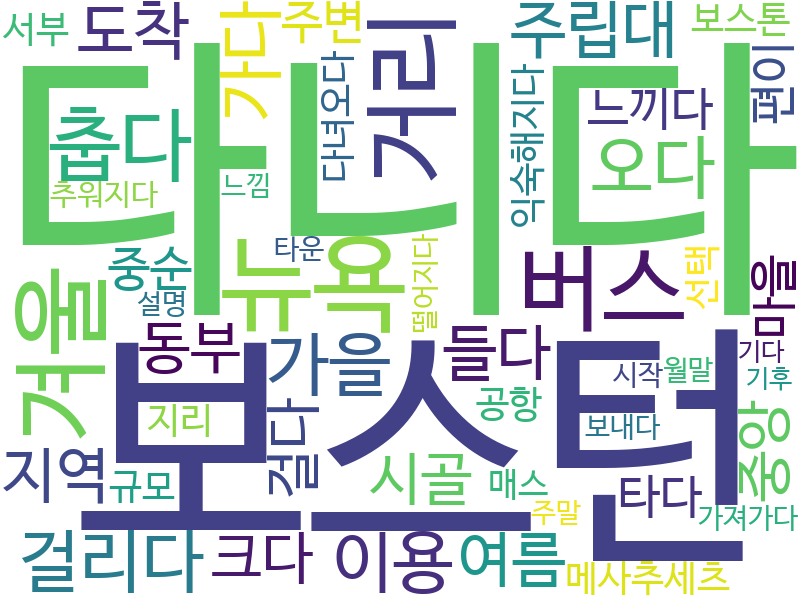 서부
도착
가다
주변
거리
주립대
보스톤
편이
다니다
춥다
추워지다
느낌
다녀오다
익숙해지다
느끼다
오다
중순
설명
타운
뉴욕
떨어지다
버스
선택
마을
겨울
동부
가을
들다
보스턴
시작
월말
기다
기후
지리
걷다
공항
보내다
중앙
지역
규모
시골
매스
주말
타다
가져가다
걸리다
크다
이용
여름
메사추세츠